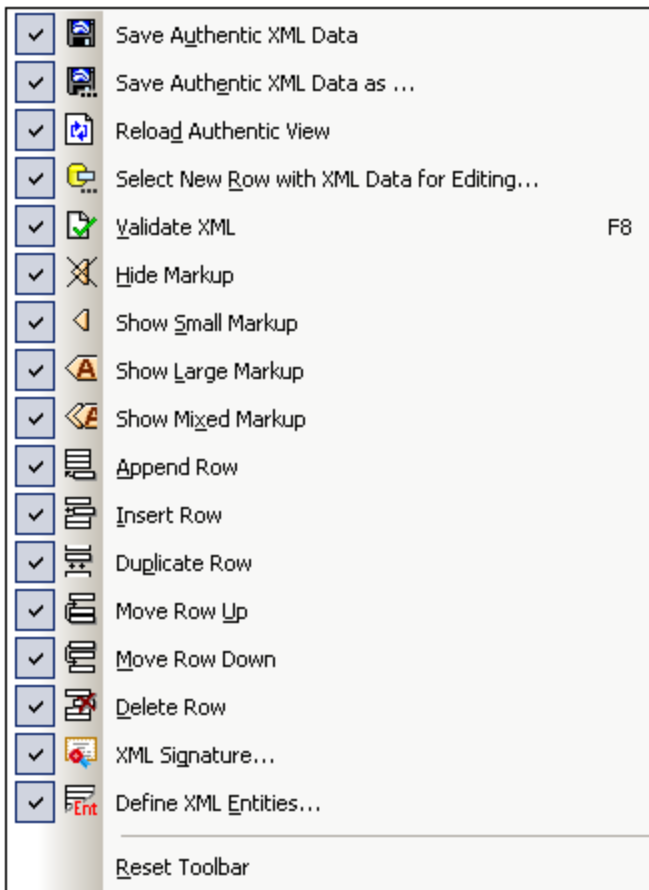 Save Authentic XML Data
Save Authentic XML Data as ...
Reload Authentic View
Select New Row with XML Data for Editing...
Validate XML F8
Hide Markup
Show Small Markup
A Show Large Markup
A Show Mixed Markup
Append Row
Insert Row
Duplicate Row
Move Row Up
Move Row Down
Delete Row
XML Signature...
Ent Define XML Entities...
Reset Toolbar